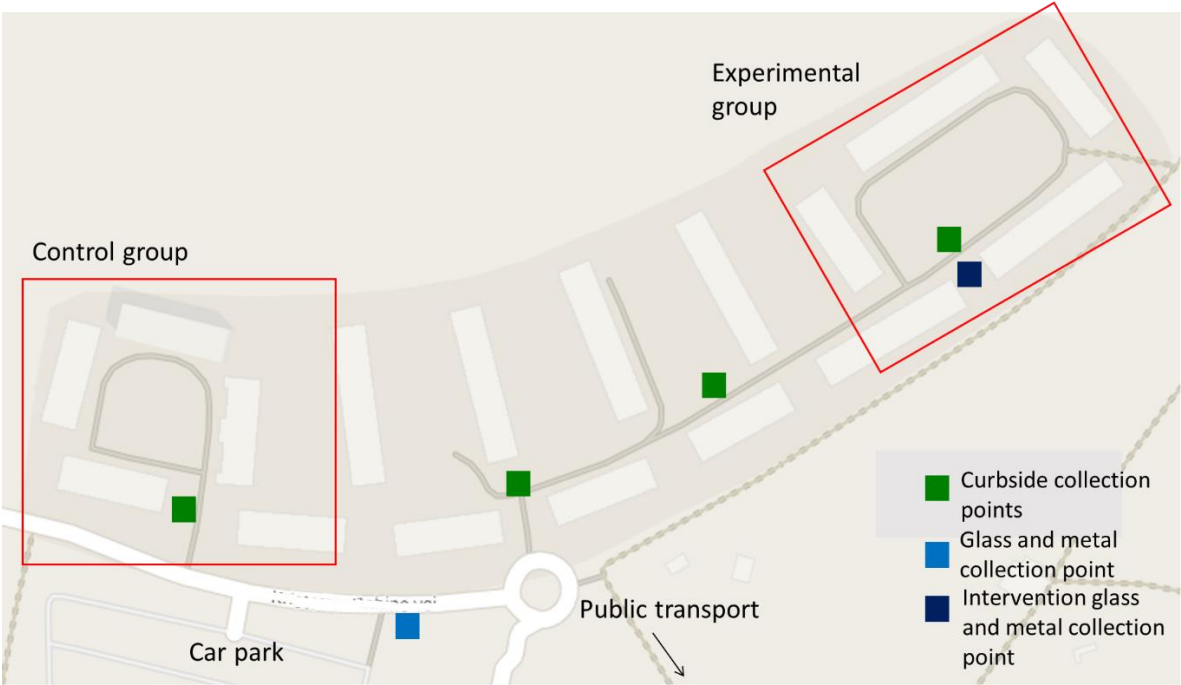 Experimental
group
Control group
Curbside collection
points
Glass and metal
collection point
Intervention glass
and metal collection
point
Public transport
Car park